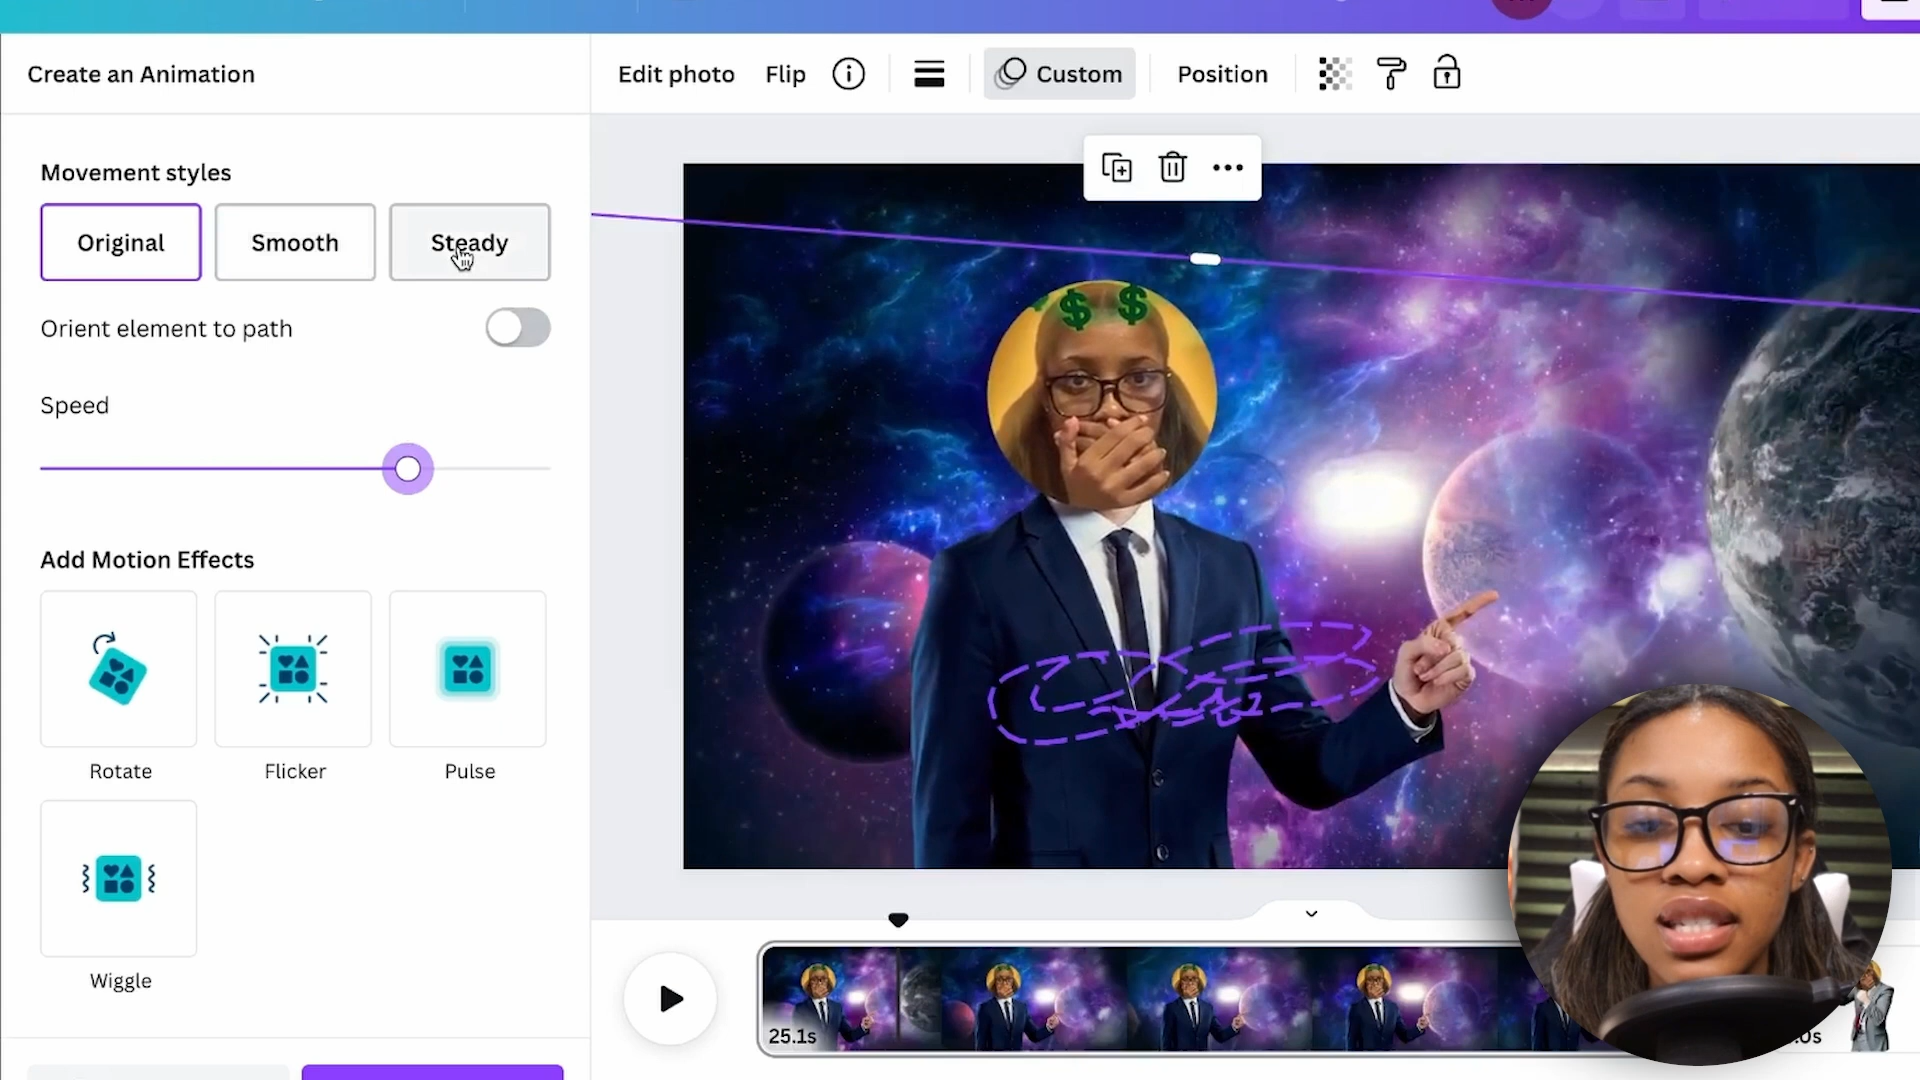 Create an Animation
Edit photo Flip Custom Position
Movement styles
Original Smooth Steady
Orient element to path
Speed
Add Motion Effects
Rotate Flicker Pulse
Wiggle
$ $
25.1s